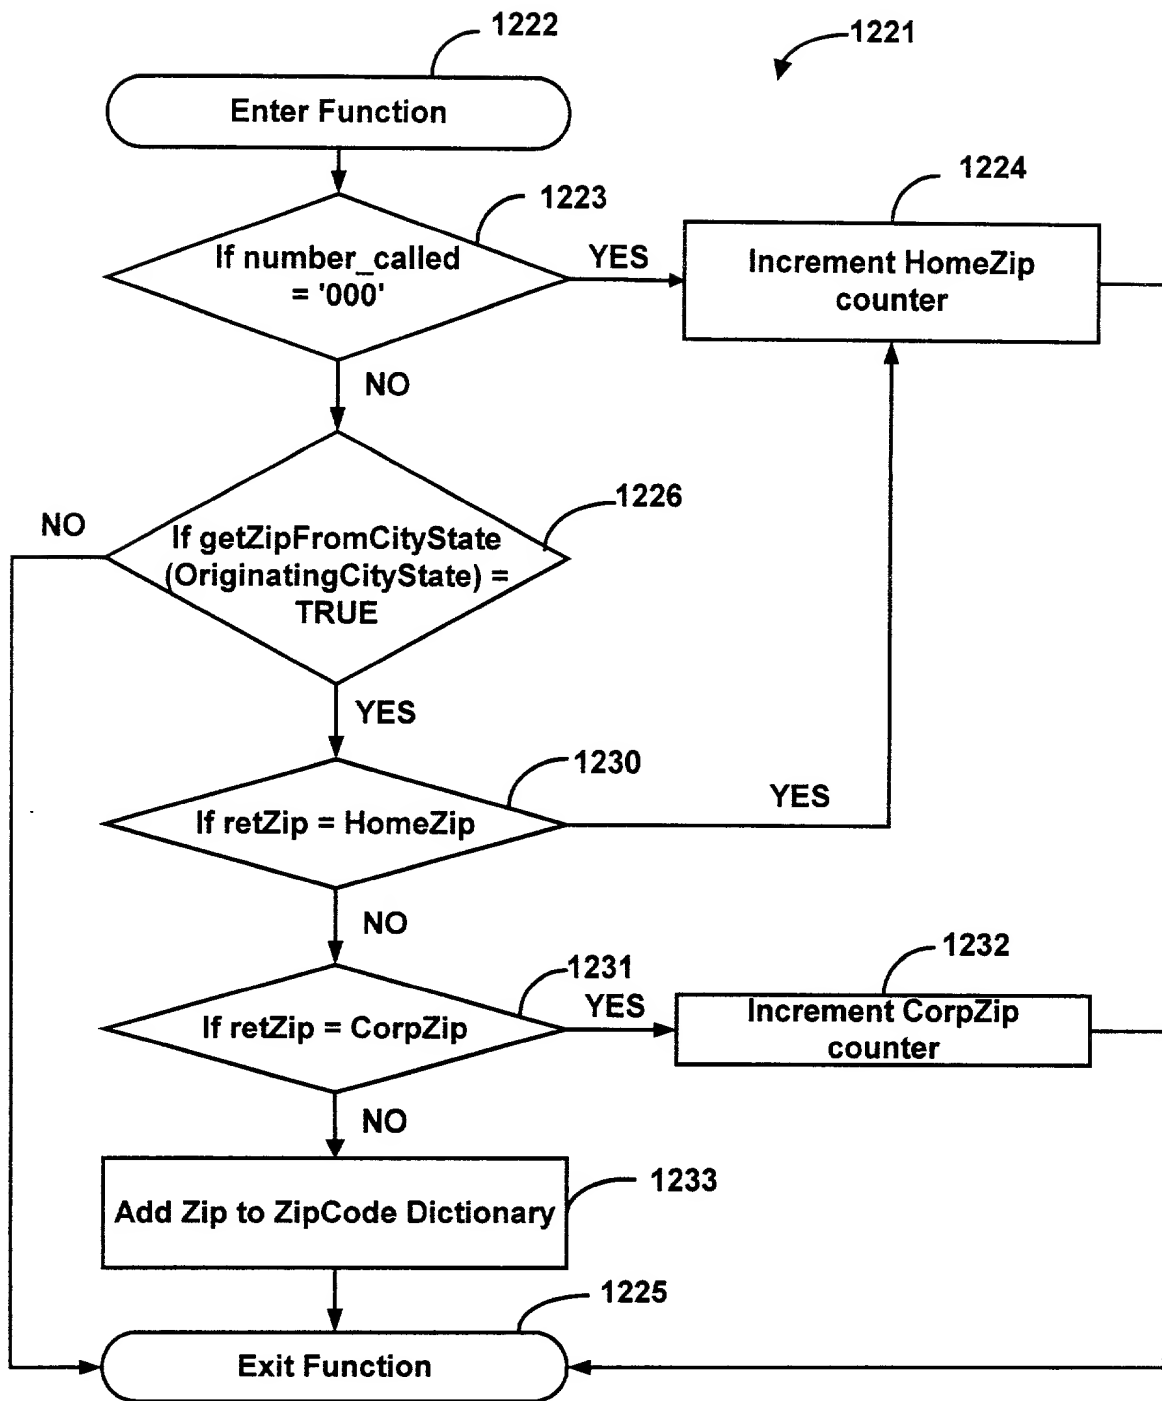 1222
1221
Enter Function
1223
1224
If number_called
= '000'
YES
Increment HomeZip
counter
NO
1226
NO
If getZipFromCityState
(OriginatingCityState) =
TRUE
YES
1230
YES
If retZip = HomeZip
NO
1231
1232
YES
If retZip = CorpZip
Increment CorpZip
counter
NO
1233
Add Zip to ZipCode Dictionary
1225
Exit Function